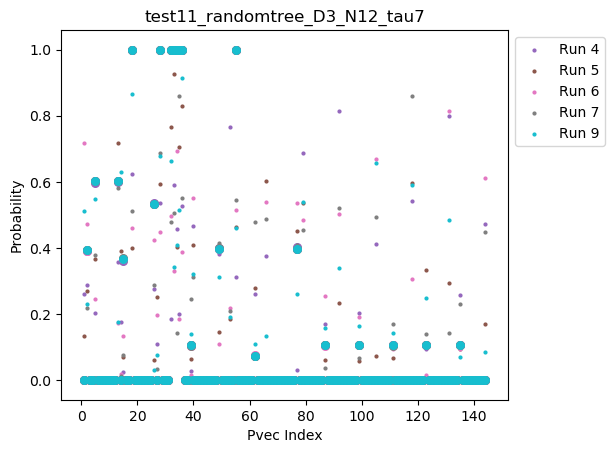 test11_randomtree_D3_N12_tau7
1.0
0.8
0.6
0.4
0.2
0.0
Probability
0 20 40 60 80 100 120 140
Pvec Index
Run 4
Run 5
Run 6
Run 7
Run 9